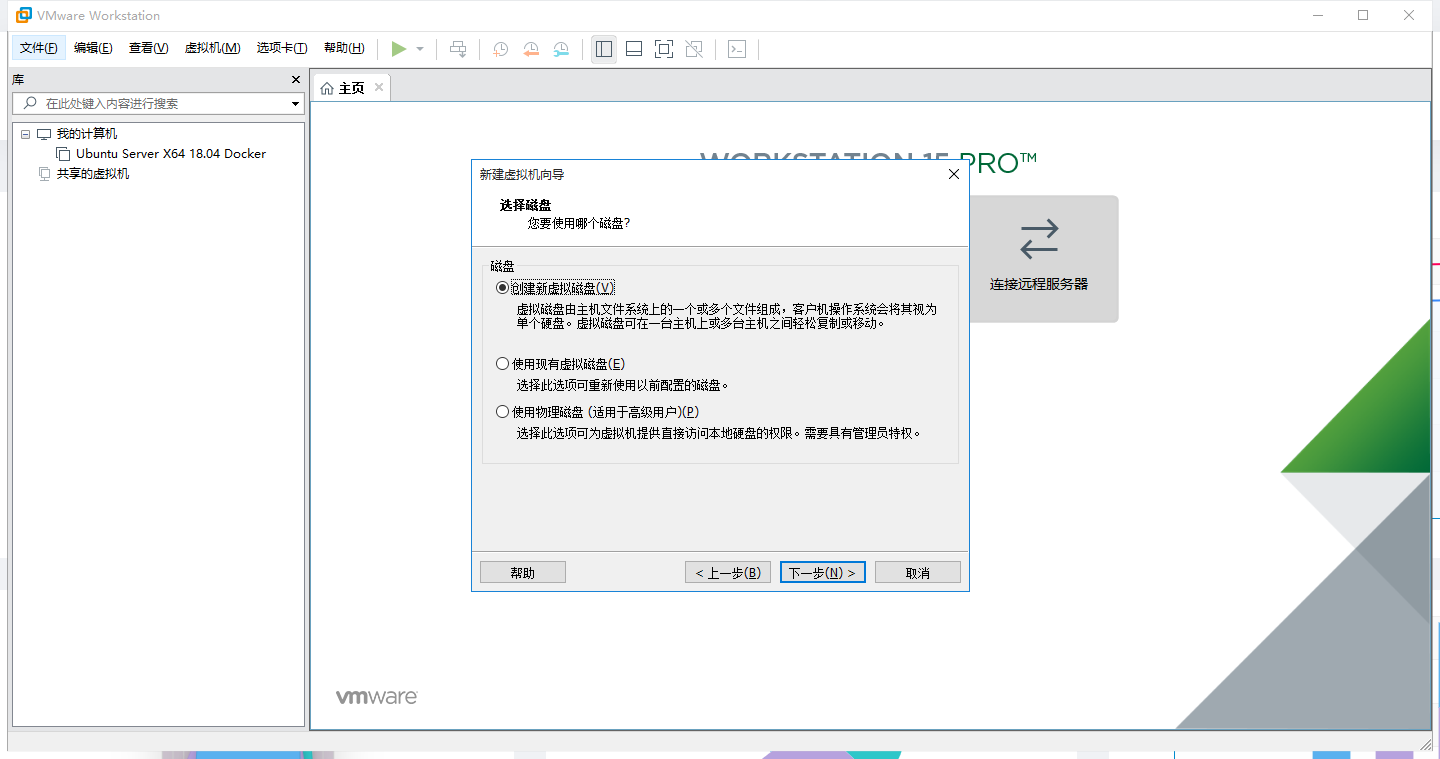 VMware Workstation
文件(F) 编辑(E) 查看(V) 虚拟机(M) 选项卡(T) 帮助(H)
库
在此处键入内容进行搜索
我的计算机
Ubuntu Server X64 18.04 Docker
共享的虚拟机
主页
WORKSTATION 15 PRO™
连接远程服务器
新建虚拟机向导
选择磁盘
您要使用哪个磁盘?
磁盘
创建新虚拟磁盘(V)
虚拟磁盘由主机文件系统上的一个或多个文件组成，客户机操作系统会将其视为
单个硬盘。虚拟磁盘可在一台主机上或多台主机之间轻松复制或移动。
使用现有虚拟磁盘(E)
选择此选项可重新使用以前配置的磁盘。
使用物理磁盘 (适用于高级用户)(P)
选择此选项可为虚拟机提供直接访问本地硬盘的权限。需要具有管理员特权。
帮助
< 上一步(B)
下一步(N) >
取消
vmware